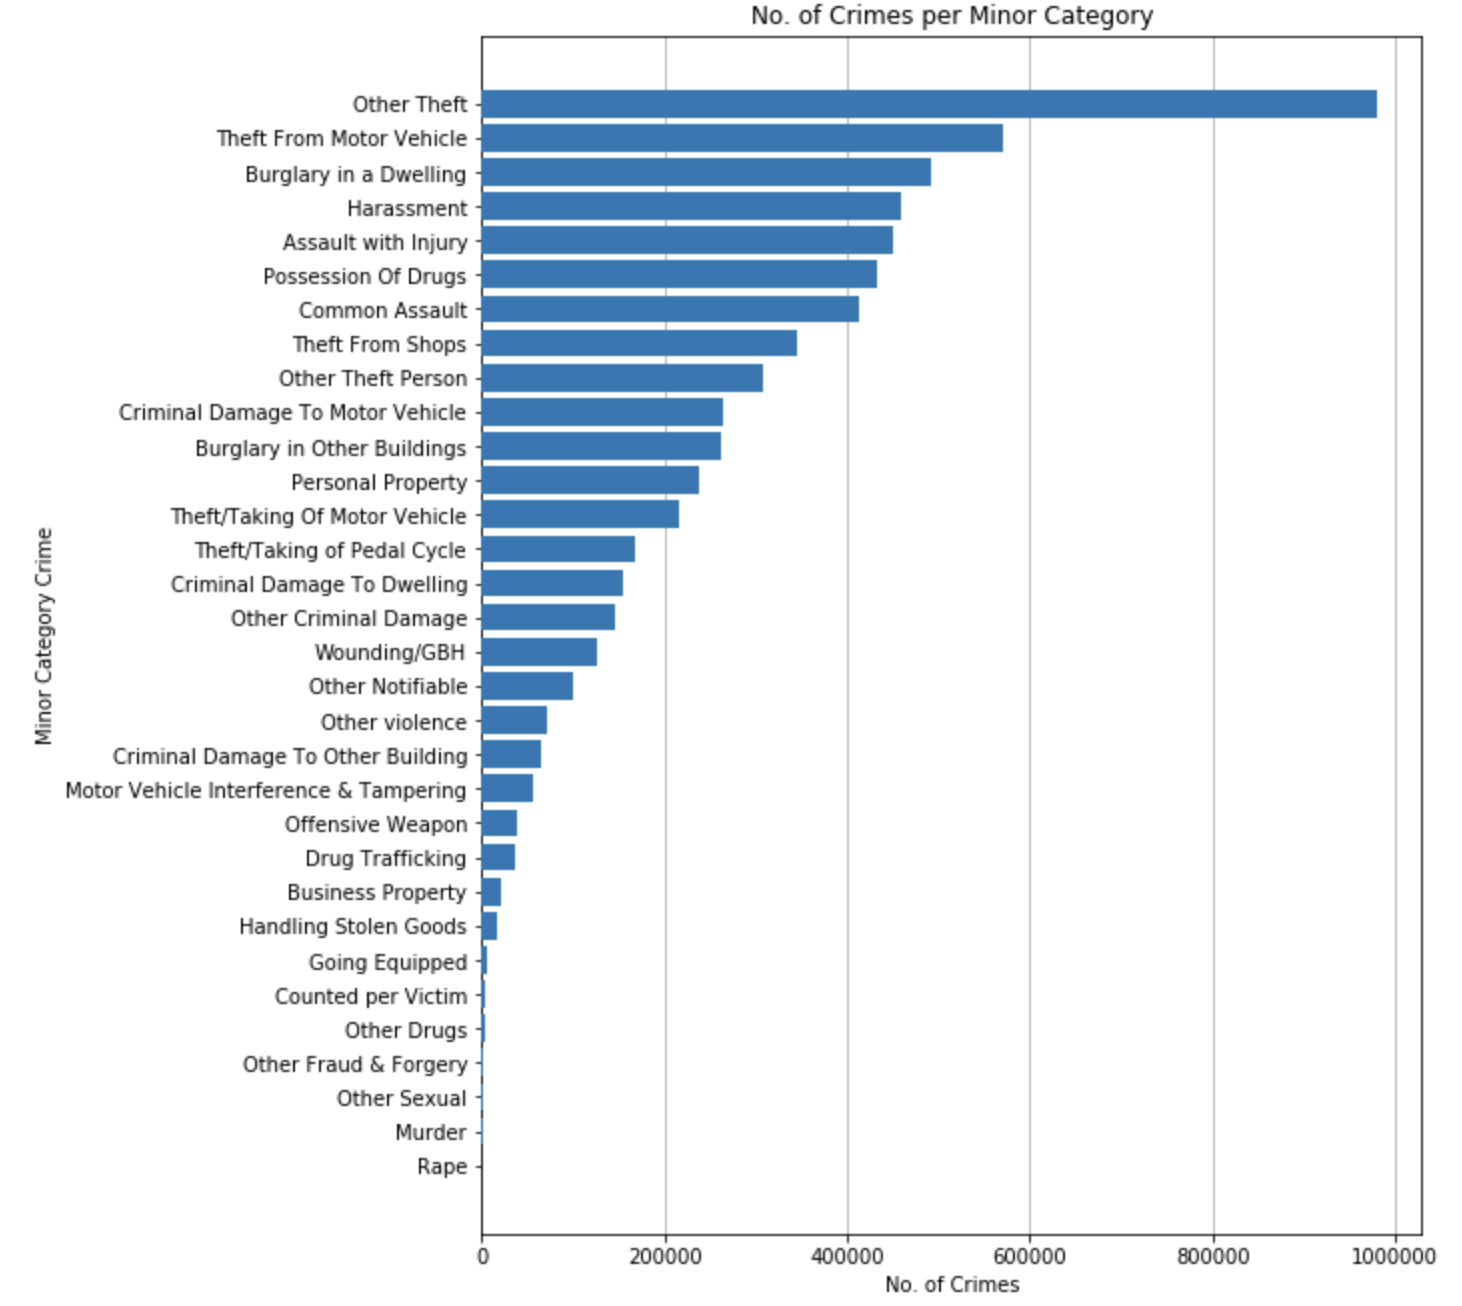 No. of Crimes per Minor Category
Other Theft
Theft From Motor Vehicle
Burglary in a Dwelling
Harassment
Assault with Injury
Possession Of Drugs
Common Assault
Theft From Shops
Other Theft Person
Criminal Damage To Motor Vehicle
Burglary in Other Buildings
Personal Property
Theft/Taking Of Motor Vehicle
Theft/Taking of Pedal Cycle
Criminal Damage To Dwelling
Other Criminal Damage
Wounding/GBH
Other Notifiable
Other violence
Criminal Damage To Other Building
Motor Vehicle Interference & Tampering
Offensive Weapon
Drug Trafficking
Business Property
Handling Stolen Goods
Going Equipped
Counted per Victim
Other Drugs
Other Fraud & Forgery
Other Sexual
Murder
Rape
Minor Category Crime
0 200000 400000 600000 800000 1000000
No. of Crimes